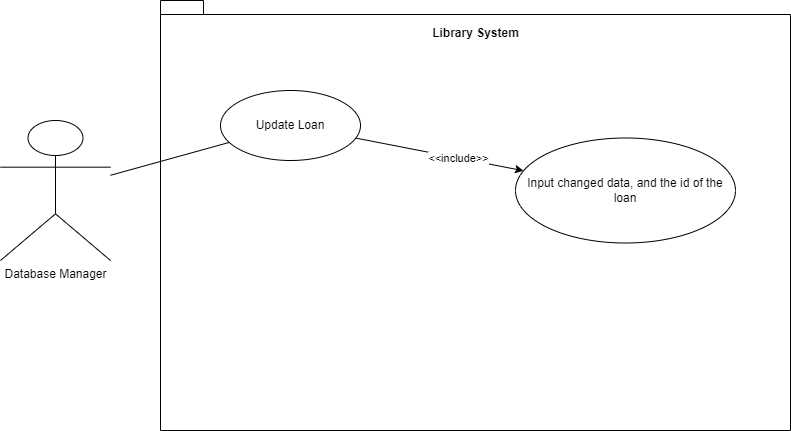 Library System
Update Loan
<<include>>
Input changed data, and the id of the
loan
Database Manager